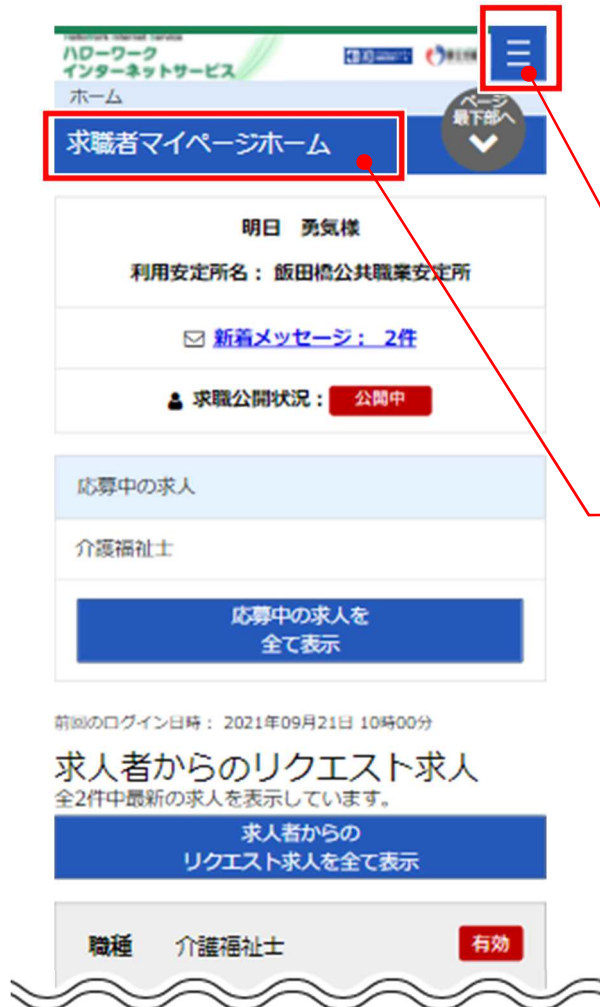 ハローワーク
インターネットサービス
ホーム
ページ
最下部へ
求職者マイページホーム
明日 勇気様
利用安定所名： 飯田橋公共職業安定所
新着メッセージ： 2件
求職公開状況： 公開中
応募中の求人
介護福祉士
応募中の求人を
全て表示
前回のログイン日時： 2021年09月21日 10時00分
求人者からのリクエスト求人
全2件中最新の求人を表示しています。
求人者からの
リクエスト求人を全て表示
職種 介護福祉士 有効